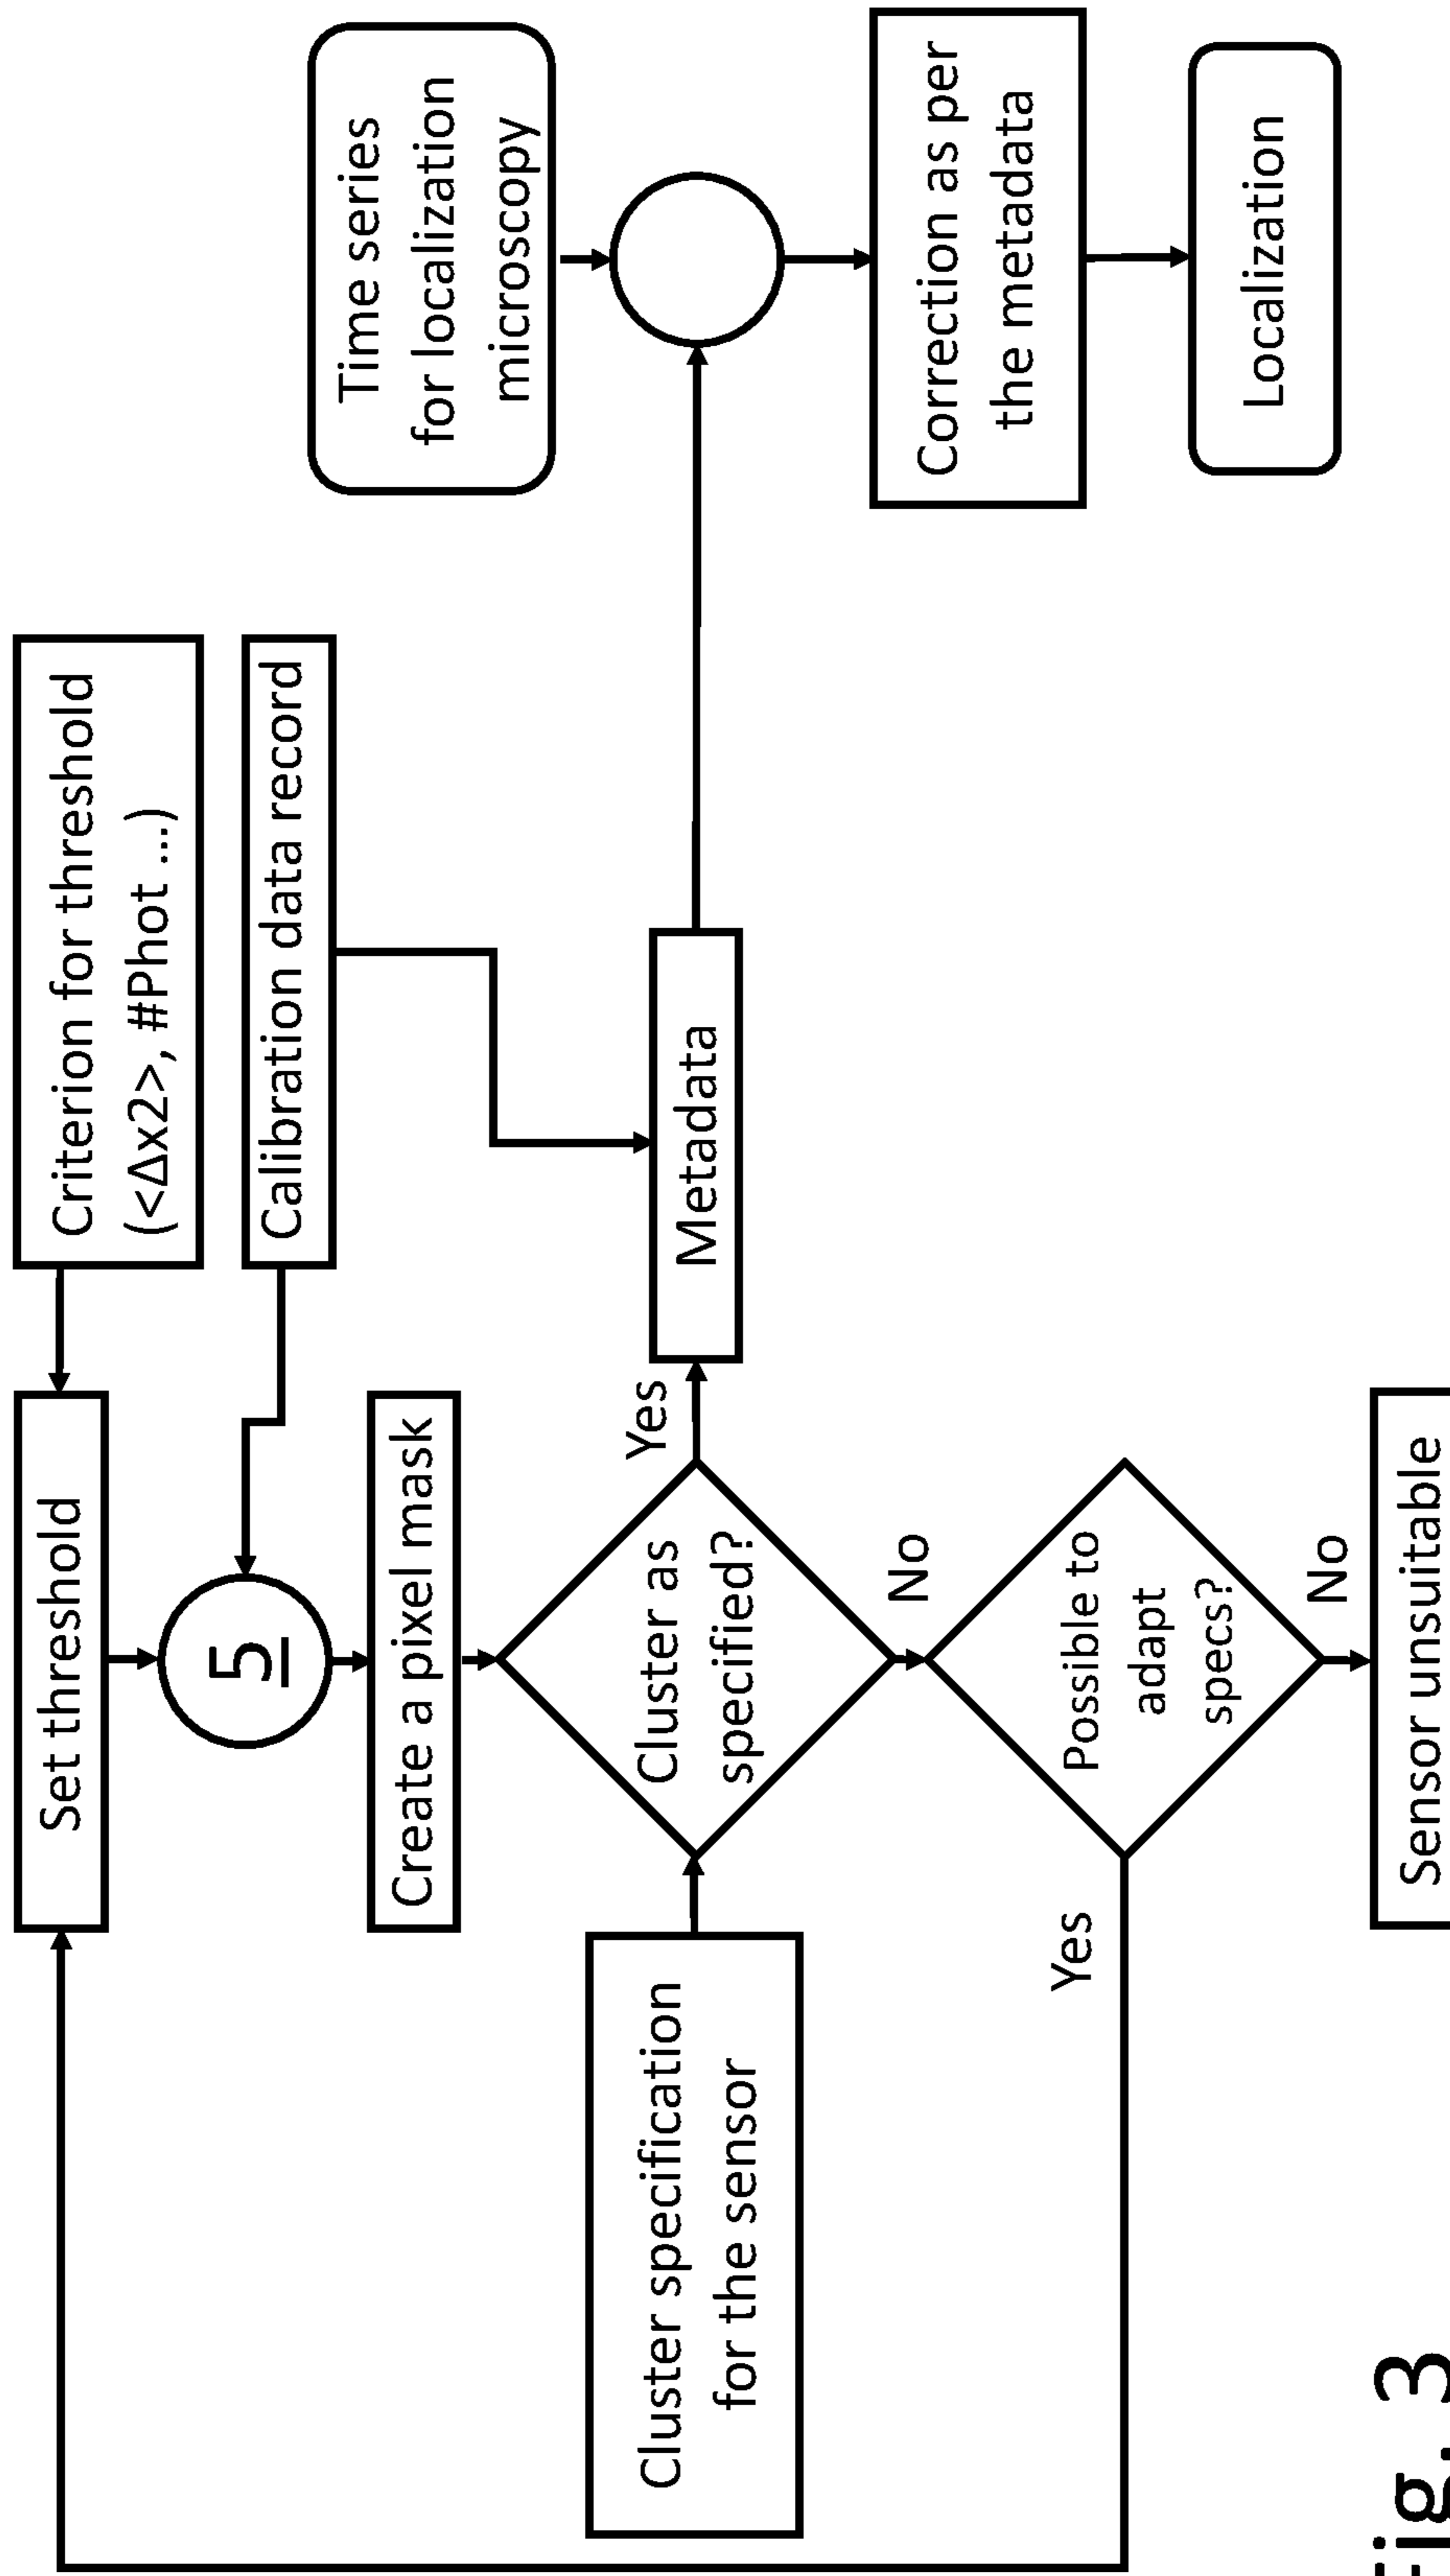 Set threshold
Criterion for threshold
(<Δx2>, #Phot ...)
5
Calibration data record
Create a pixel mask
Time series
for localization
microscopy
Cluster specification
for the sensor
Cluster as
specified?
Yes
Metadata
No
Correction as per
the metadata
Yes
Possible to
adapt
specs?
Localization
No
Sensor unsuitable
Fig. 3